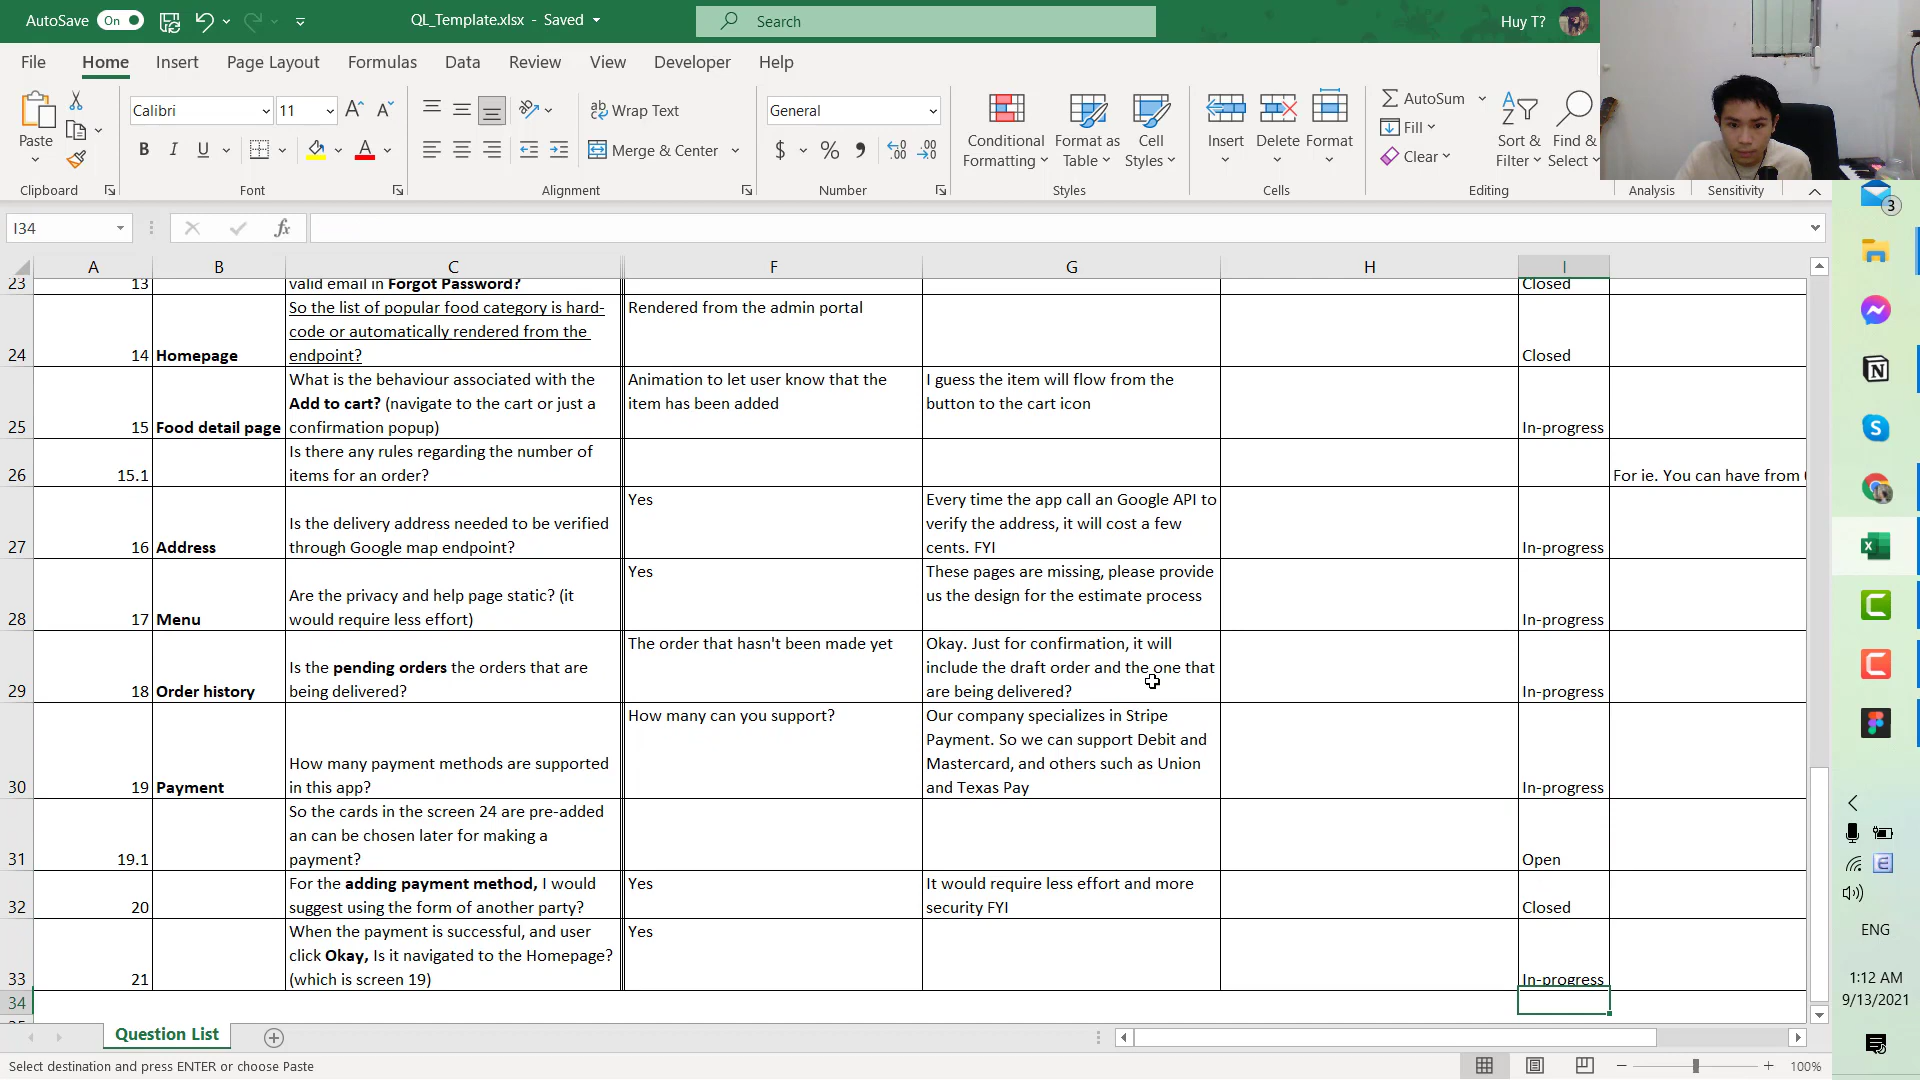 AutoSave On QL_Template.xlsx - Saved Search Huy T?
File Home Insert Page Layout Formulas Data Review View Developer Help
Paste Calibri 11 Wrap Text General Conditional Formatting Format as Table Cell Styles Insert Delete Format AutoSum Fill Clear Sort & Filter Find & Select
B I U A Merge & Center $ %
Clipboard Font Alignment Number Styles Cells Editing Analysis Sensitivity
3
I34 fx
A B C F G H I
23 13 valid email in Forgot Password? Closed
So the list of popular food category is hard-
code or automatically rendered from the
endpoint?
24 14 Homepage
Rendered from the admin portal
Closed
What is the behaviour associated with the
Add to cart? (navigate to the cart or just a
confirmation popup)
25 15 Food detail page
Animation to let user know that the
item has been added
I guess the item will flow from the
button to the cart icon
In-progress
Is there any rules regarding the number of
items for an order?
26 15.1
For ie. You can have from
27 16 Address
Is the delivery address needed to be verified
through Google map endpoint?
Yes
Every time the app call an Google API to
verify the address, it will cost a few
cents. FYI
In-progress
28 17 Menu
Are the privacy and help page static? (it
would require less effort)
Yes
These pages are missing, please provide
us the design for the estimate process
In-progress
29 18 Order history
Is the pending orders the orders that are
being delivered?
The order that hasn't been made yet
Okay. Just for confirmation, it will
include the draft order and the one that
are being delivered?
In-progress
30 19 Payment
How many payment methods are supported
in this app?
How many can you support?
Our company specializes in Stripe
Payment. So we can support Debit and
Mastercard, and others such as Union
and Texas Pay
In-progress
31 19.1
So the cards in the screen 24 are pre-added
an can be chosen later for making a
payment?
Open
32 20
For the adding payment method, I would
suggest using the form of another party?
Yes
It would require less effort and more
security FYI
Closed
33 21
When the payment is successful, and user
click Okay, Is it navigated to the Homepage?
(which is screen 19)
Yes
In-progress
34
Question List
Select destination and press ENTER or choose Paste
100%
ENG
1:12 AM
9/13/2021